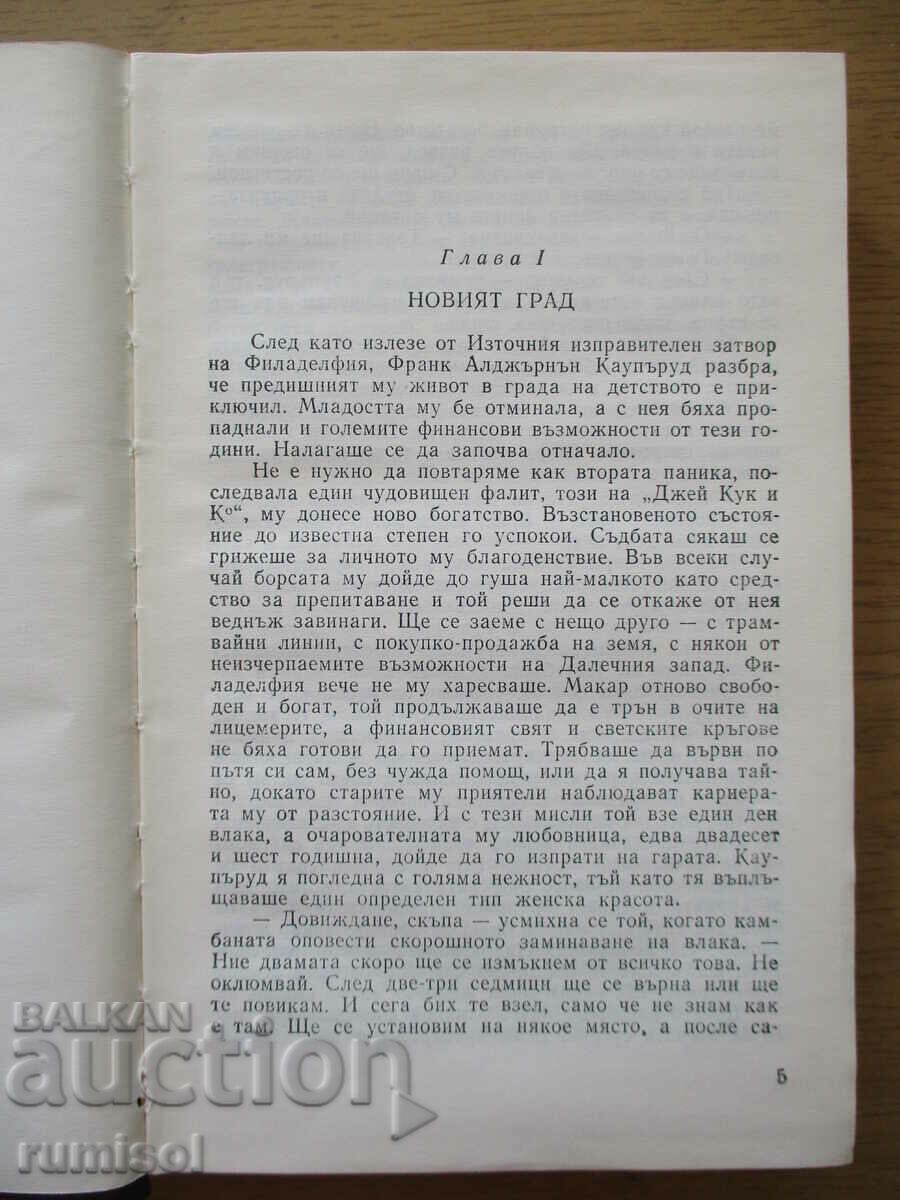 Глава I
НОВИЯТ ГРАД
След като излезе от Източния изправителен затвор
на Филаделфия, Франк Алджърнън Каупъруд разбра,
че предишният му живот в града на детството е при-
ключил. Младостта му бе отминала, а с нея бяха про-
паднали и големите финансови възможности от тези го-
дини. Налагаше се да започва отначало.
Не е нужно да повтаряме как втората паника, по-
следвала един чудовищен фалит, този на „Джей Кук и
Кº“, му донесе ново богатство. Възстановеното състоя-
ние до известна степен го успокои. Съдбата сякаш се
грижеше за личното му благоденствие. Във всеки слу-
чай борсата му дойде до гуша най-малкото като сред-
ство за препитаване и той реши да се откаже от нея
веднъж завинаги. Ще се заеме с нещо друго — с трам-
вайни линии, с покупко-продажба на земя, с някои от
неизчерпаемите възможности на Далечния запад. Фи-
ладелфия вече не му харесваше. Макар отново свобо-
ден и богат, той продължаваше да е трън в очите на
лицемерите, а финансовият свят и светските кръгове
не бяха готови да го приемат. Трябваше да върви по
пътя си сам, без чужда помощ, или да я получава тай-
но, докато старите му приятели наблюдават кариера-
та му от разстояние. И с тези мисли той взе един ден
влака, а очарователната му любовница, едва двадесет
и шест годишна, дойде да го изпрати на гарата. Кау-
пъруд я погледна с голяма нежност, тъй като тя въплъ-
щаваше един определен тип женска красота.
— Довиждане, скъпа — усмихна се той, когато кам-
баната оповести скорошното заминаване на влака. —
Ние двамата скоро ще се измъкнем от всичко това. Не
оклюмвай. След две-три седмици ще се върна или ще
те повикам. И сега бих те взел, само че не знам как
е там. Ще се установим на някое място, а после са-
5
BALKAN
auction
rumisol